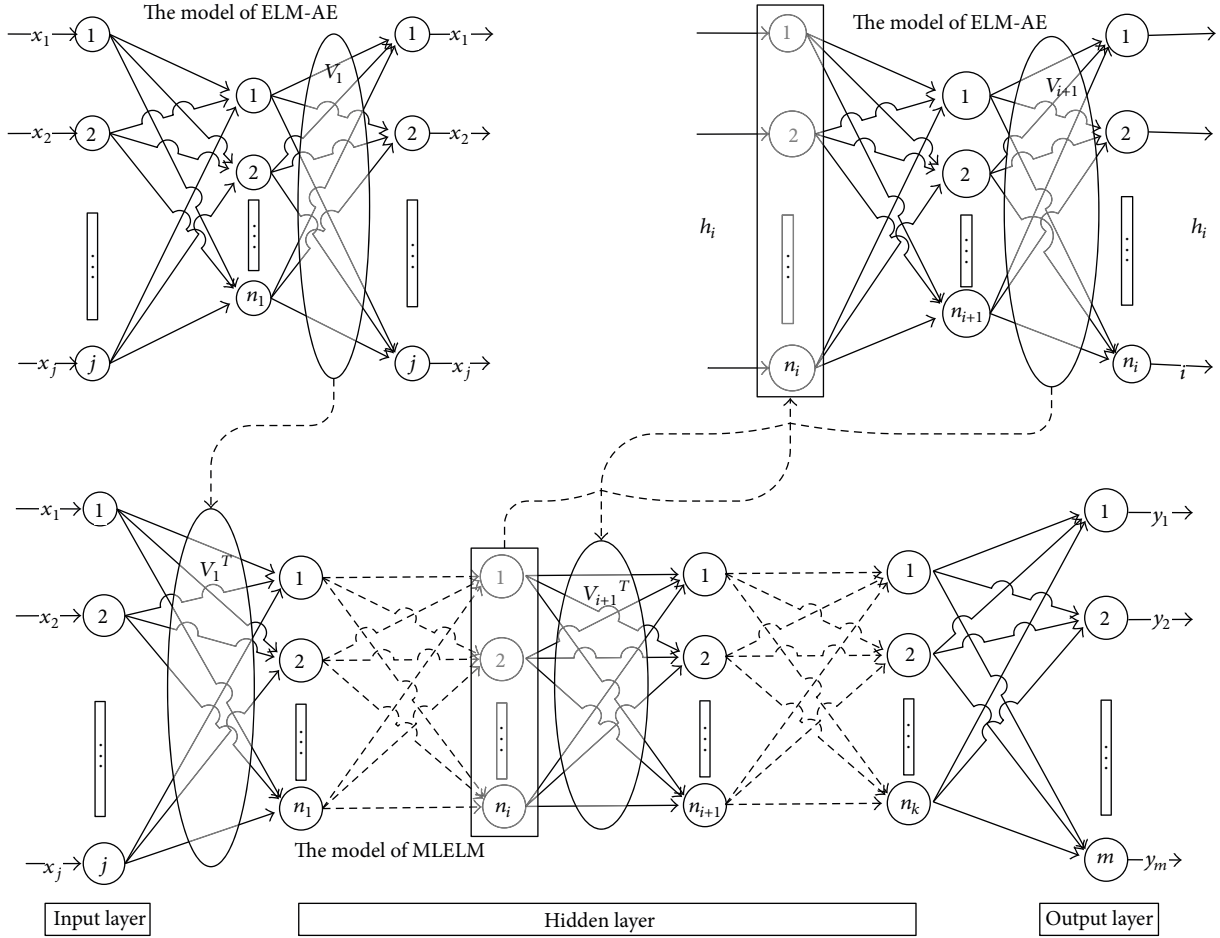 The model of ELM-AE
x₁ 1 1 x₁
V₁
1
x₂ 2 2 x₂
2
⋮ ⋮ ⋮
n₁
xⱼ j j xⱼ
The model of ELM-AE
1 1
Vᵢ₊₁
1
2 2
2
hᵢ hᵢ
⋮ ⋮ ⋮
nᵢ₊₁
nᵢ nᵢ i
x₁ 1 1 y₁
V₁ᵀ Vᵢ₊₁ᵀ
1 1 1 1
x₂ 2 2 y₂
2 2 2 2
⋮ ⋮ ⋮ ⋮ ⋮ ⋮
n₁ nᵢ nᵢ₊₁ nₖ
The model of MLELM
xⱼ j m yₘ
Input layer Hidden layer Output layer